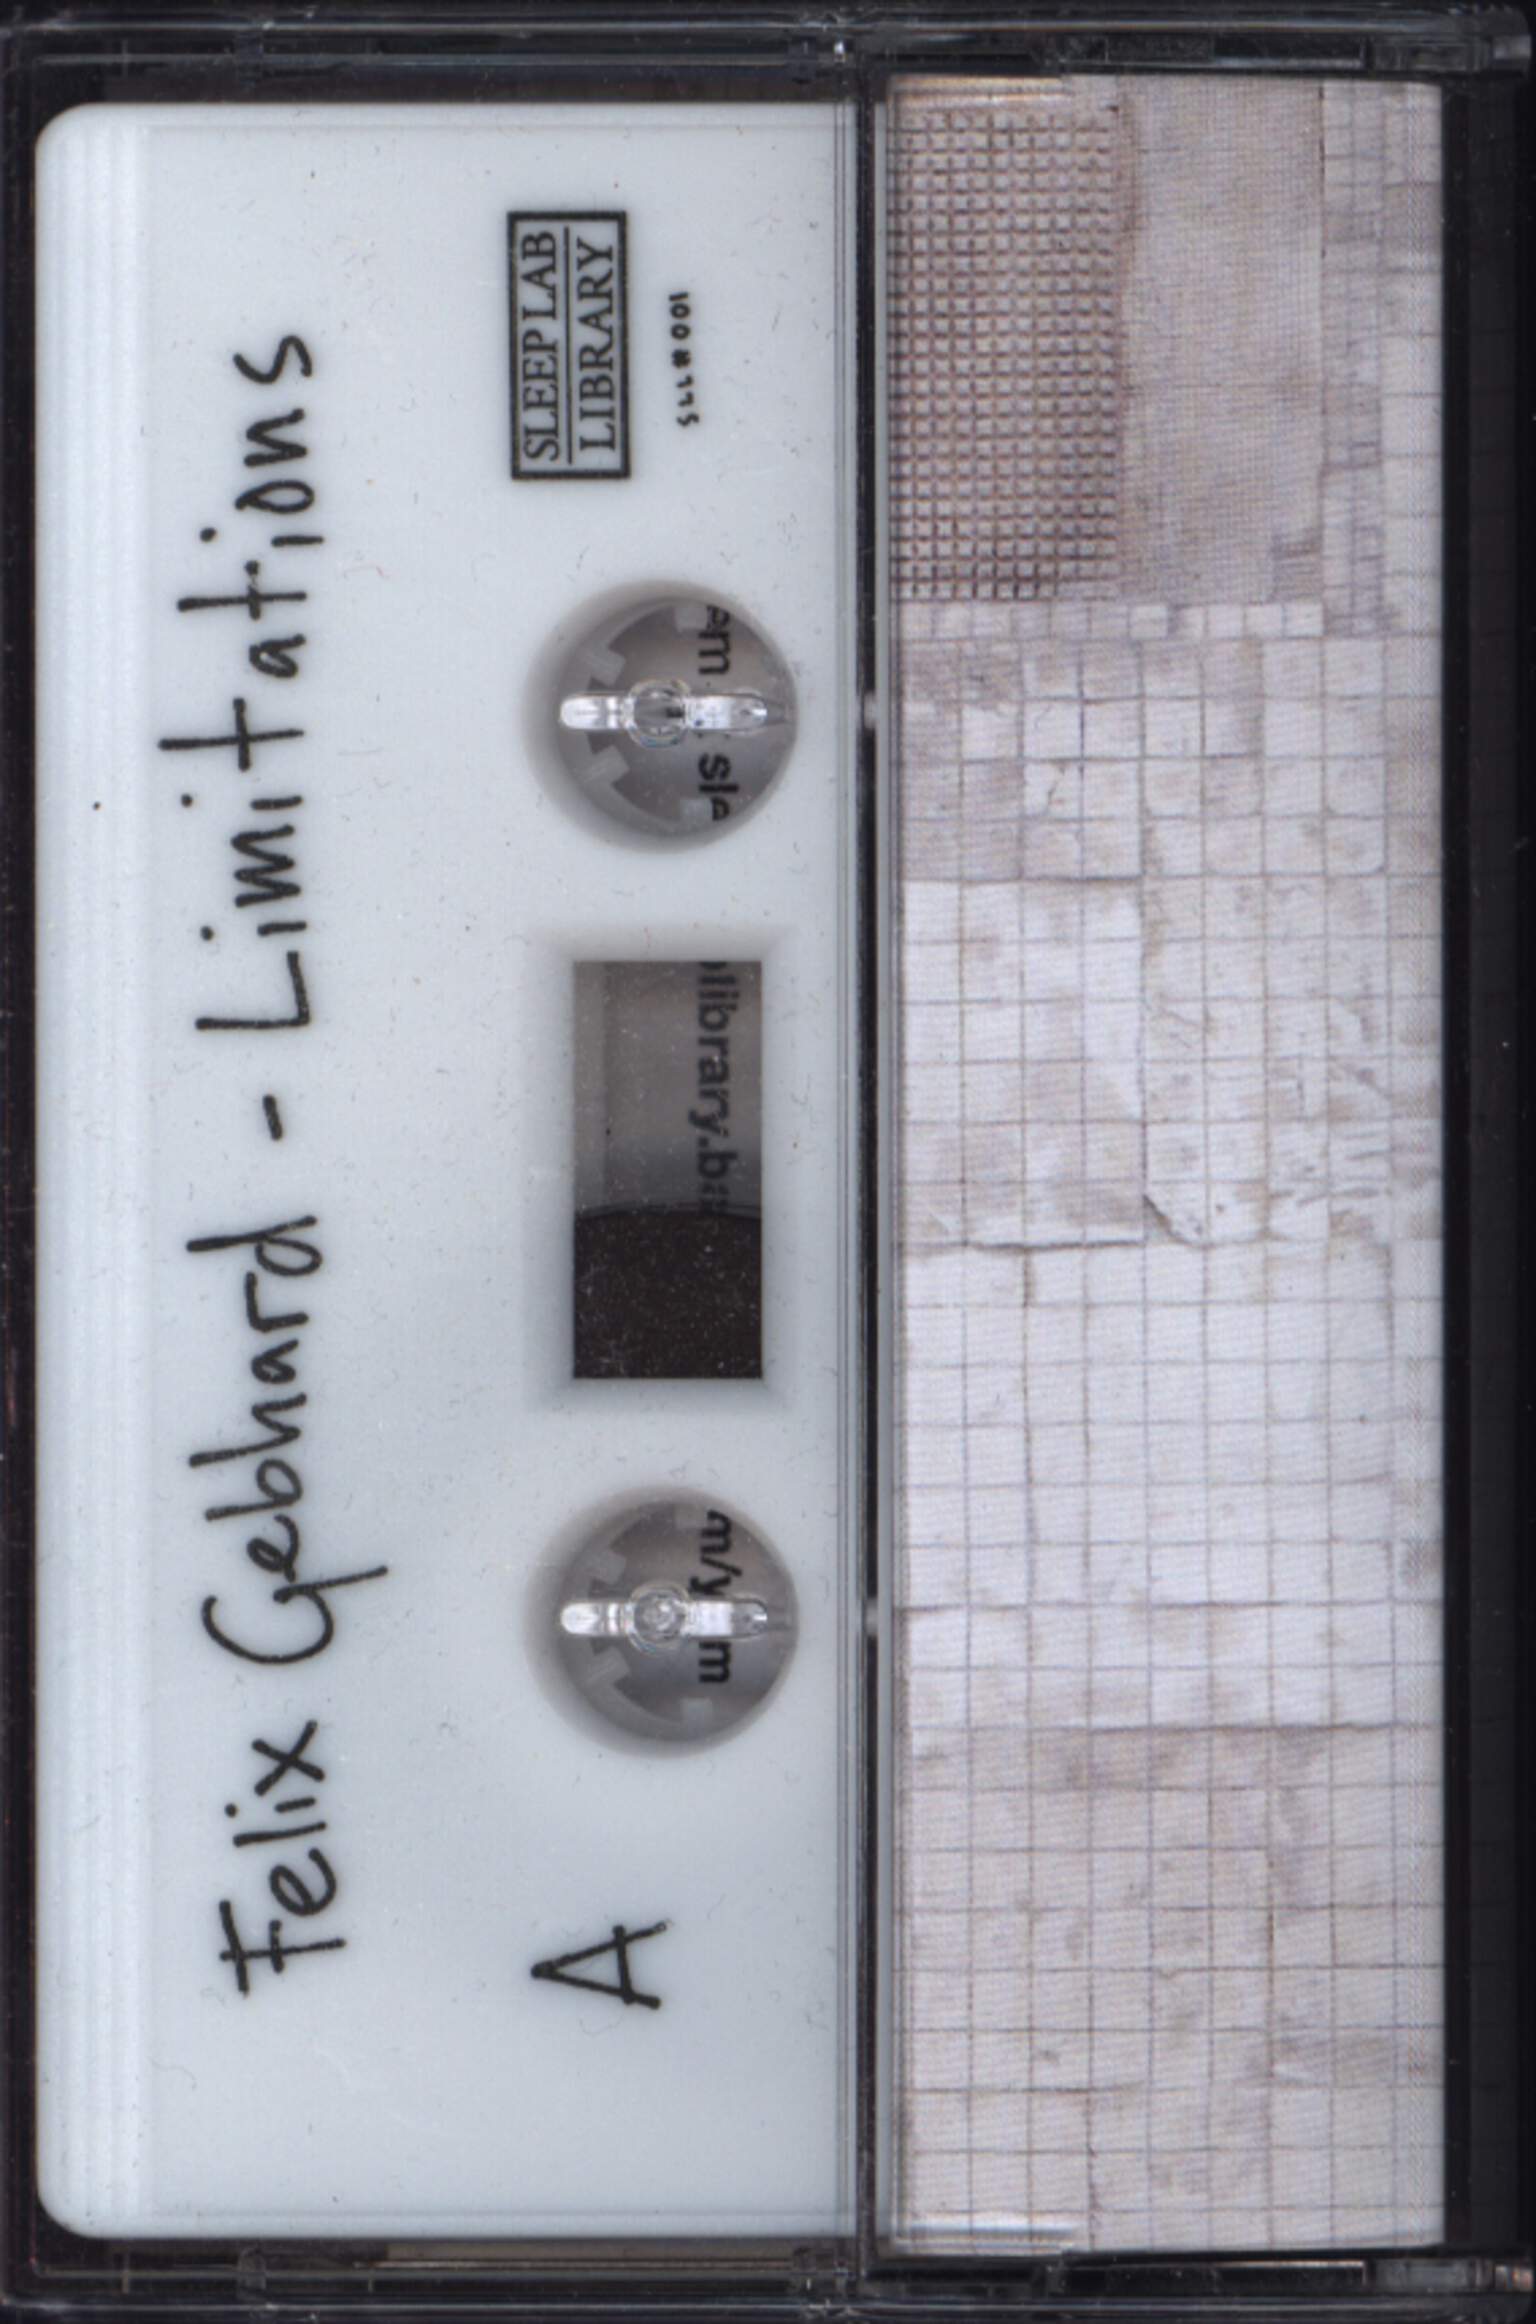 Felix Gebhard - Limitations
SLEEP LAB
LIBRARY
SLL#001
A